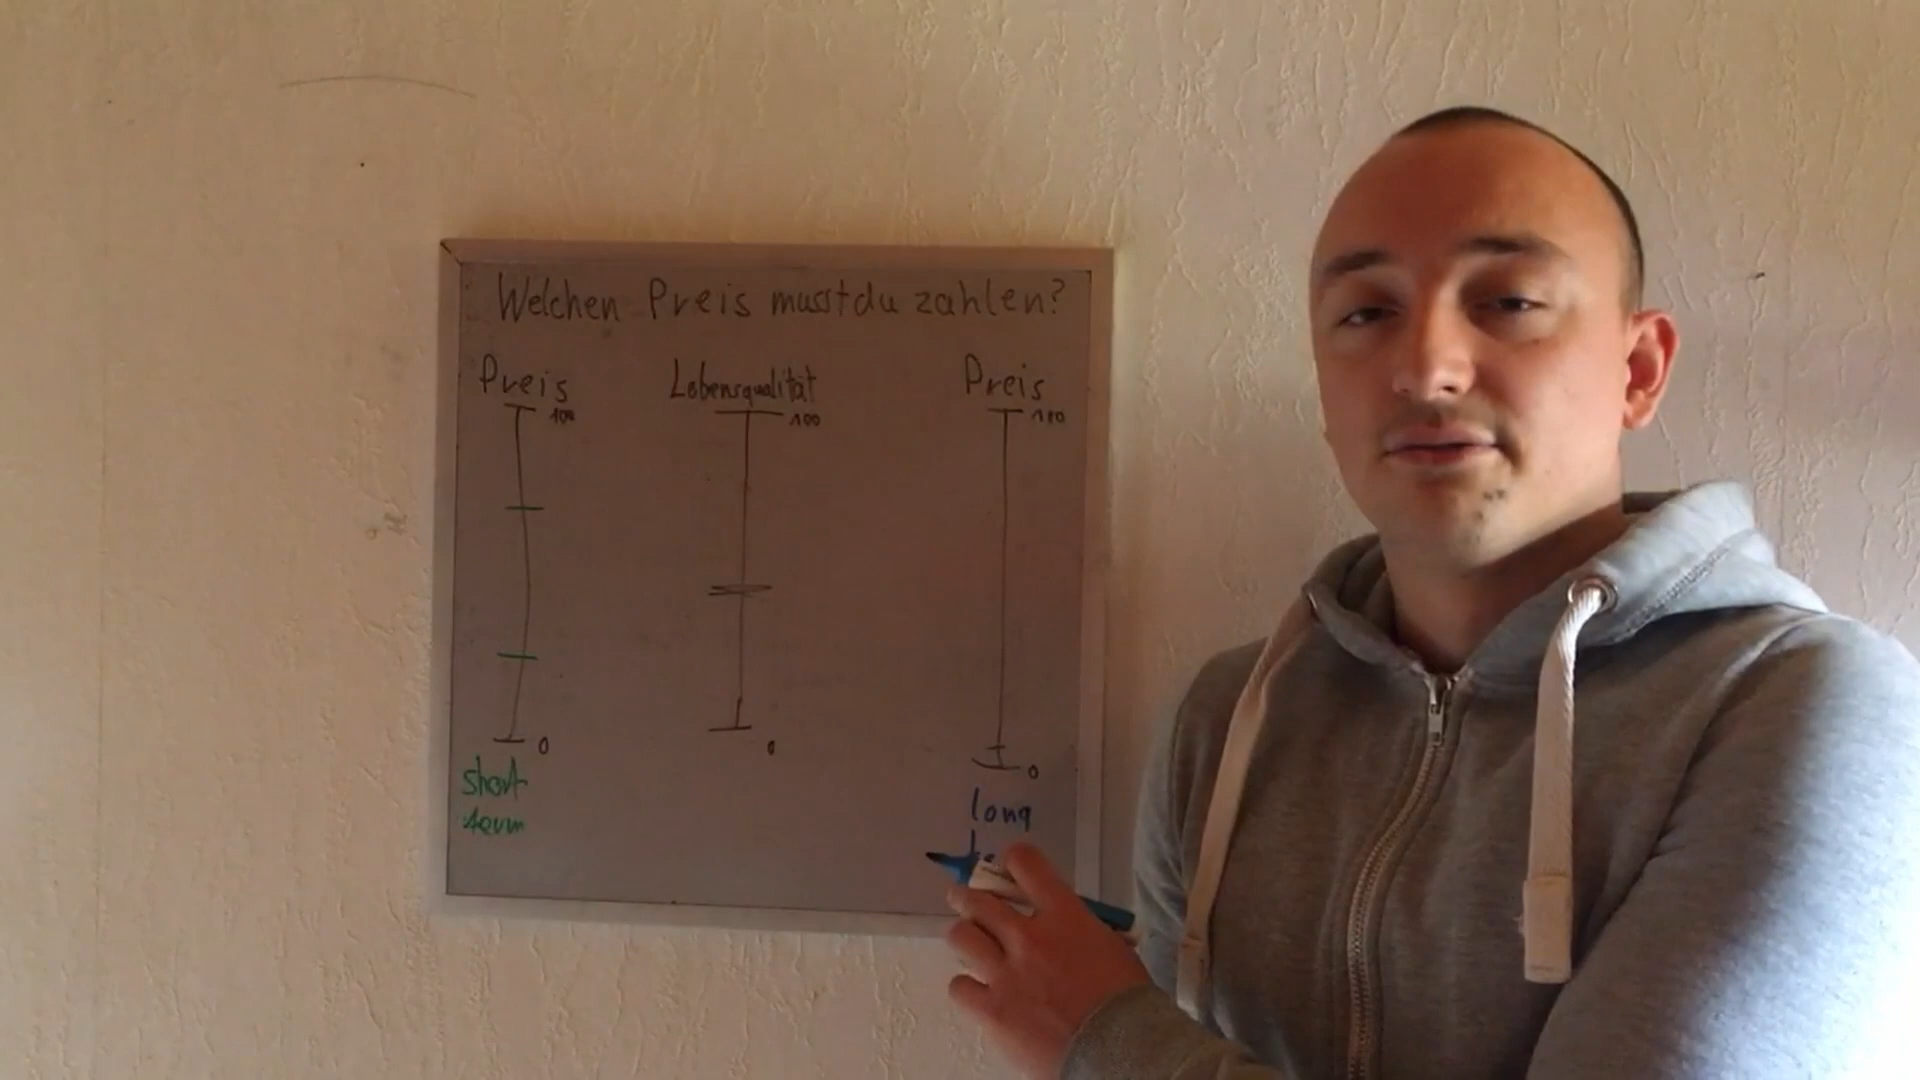 Welchen Preis musst du zahlen?
Preis Lebensqualität Preis
100 100 100
0 0 0
short long
term